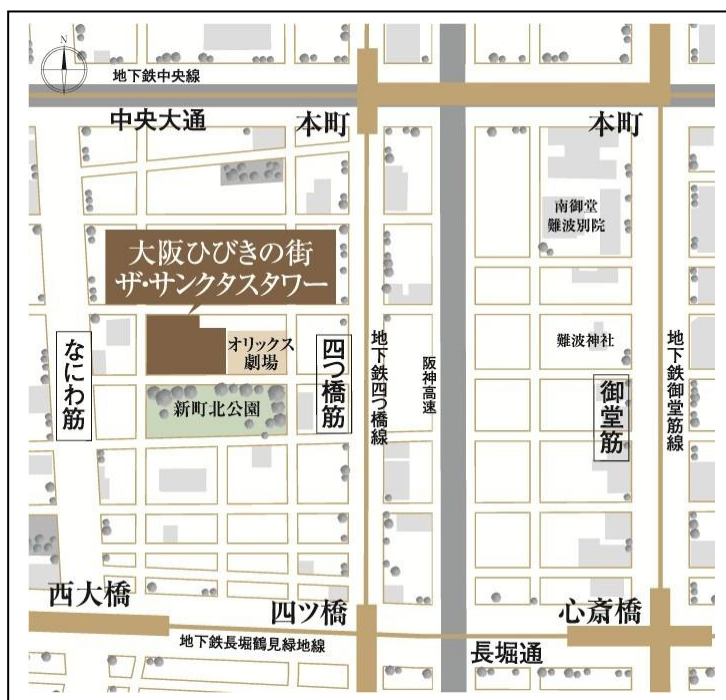 N
地下鉄中央線
中央大通
本町
本町
南御堂
難波別院
大阪ひびきの街
ザ・サンクタスタワー
オリックス
劇場
難波神社
なにわ筋
四つ橋筋
地下鉄四つ橋線
阪神高速
御堂筋
地下鉄御堂筋線
新町北公園
西大橋
四ツ橋
心斎橋
地下鉄長堀鶴見緑地線
長堀通